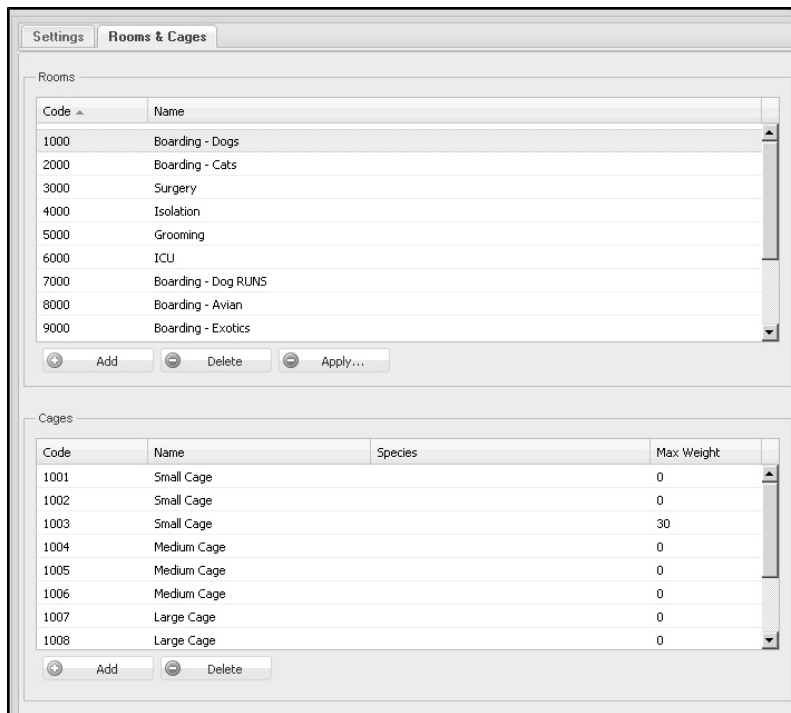 Settings Rooms & Cages
Rooms
Code Name
1000 Boarding - Dogs
2000 Boarding - Cats
3000 Surgery
4000 Isolation
5000 Grooming
6000 ICU
7000 Boarding - Dog RUNS
8000 Boarding - Avian
9000 Boarding - Exotics
Add Delete Apply...
Cages
Code Name Species Max Weight
1001 Small Cage 0
1002 Small Cage 0
1003 Small Cage 30
1004 Medium Cage 0
1005 Medium Cage 0
1006 Medium Cage 0
1007 Large Cage 0
1008 Large Cage 0
Add Delete